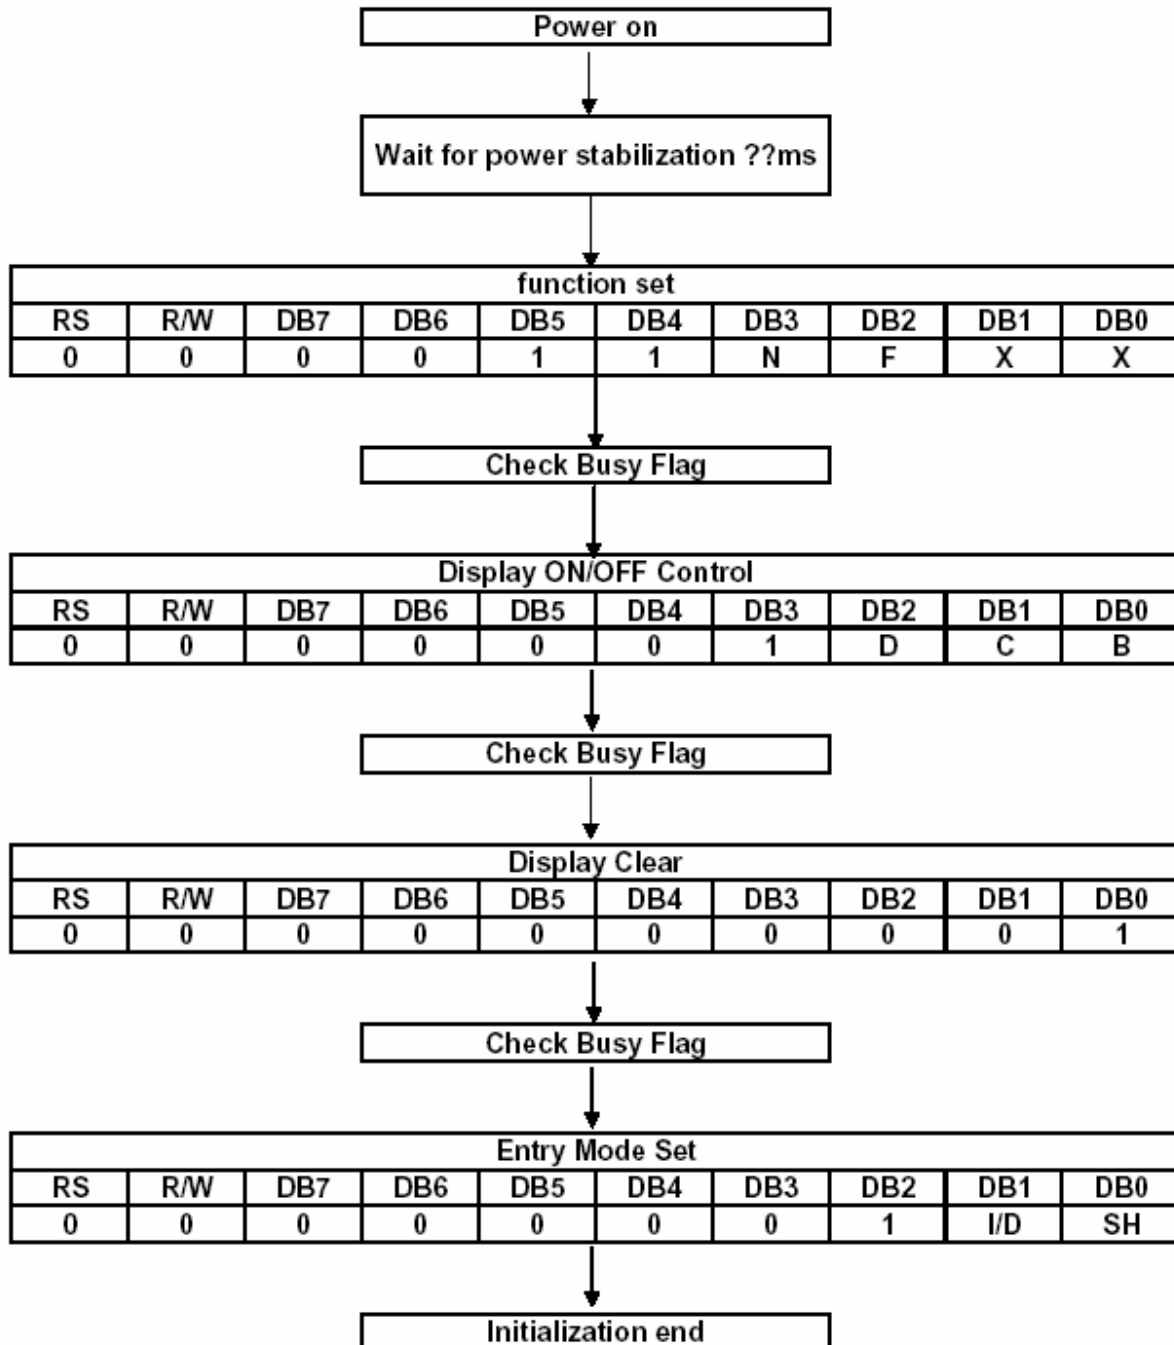 Power on
Wait for power stabilization ??ms
function set
RS R/W DB7 DB6 DB5 DB4 DB3 DB2 DB1 DB0
0 0 0 0 1 1 N F X X
Check Busy Flag
Display ON/OFF Control
RS R/W DB7 DB6 DB5 DB4 DB3 DB2 DB1 DB0
0 0 0 0 0 0 1 D C B
Check Busy Flag
Display Clear
RS R/W DB7 DB6 DB5 DB4 DB3 DB2 DB1 DB0
0 0 0 0 0 0 0 0 0 1
Check Busy Flag
Entry Mode Set
RS R/W DB7 DB6 DB5 DB4 DB3 DB2 DB1 DB0
0 0 0 0 0 0 0 1 I/D SH
Initialization end